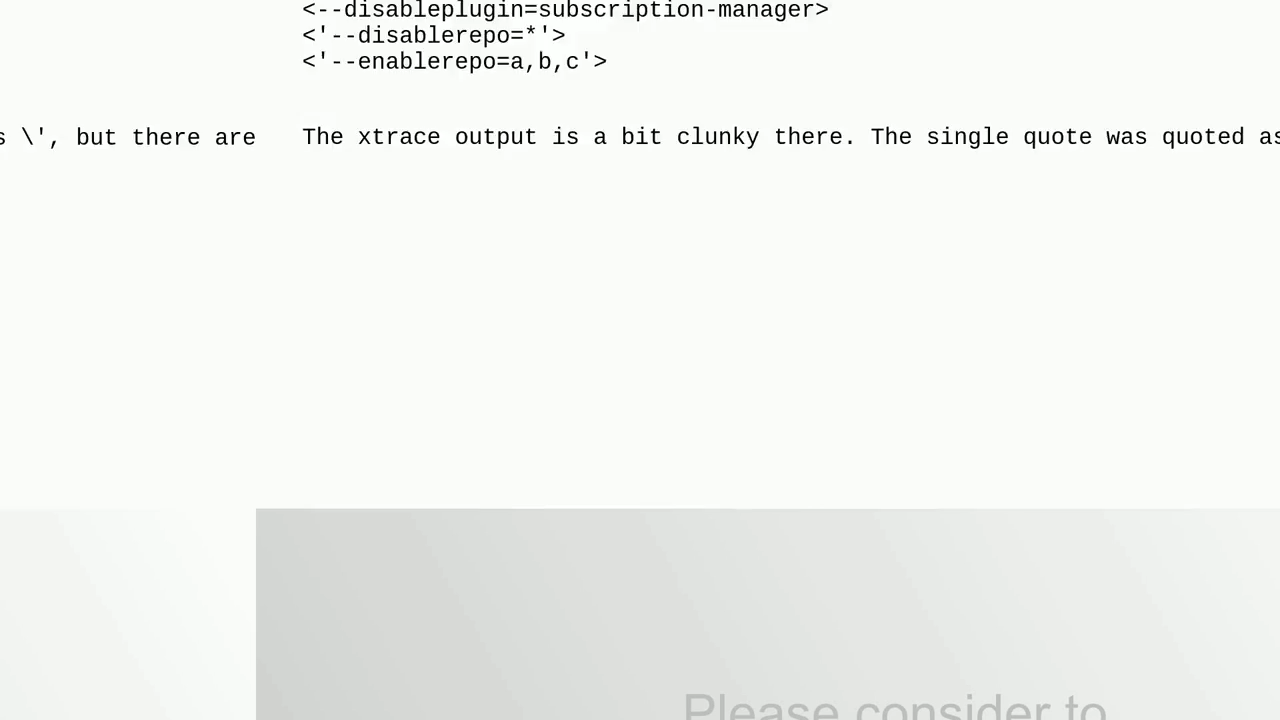 <--disableplugin=subscription-manager>
<'--disablerepo=*'>
<'--enablerepo=a,b,c'>
s \', but there are
The xtrace output is a bit clunky there. The single quote was quoted as
Please consider to